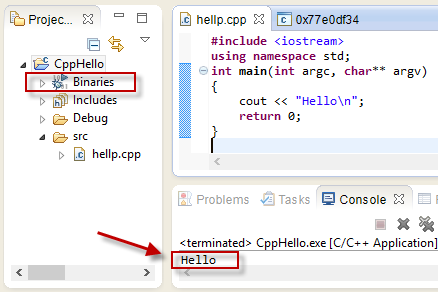 Projec...
CppHello
Binaries
Includes
Debug
src
hellp.cpp
hellp.cpp
0x77e0df34
#include <iostream>
using namespace std;
int main(int argc, char** argv)
{
cout << "Hello\n";
return 0;
}
Problems
Tasks
Console
<terminated> CppHello.exe [C/C++ Application]
Hello